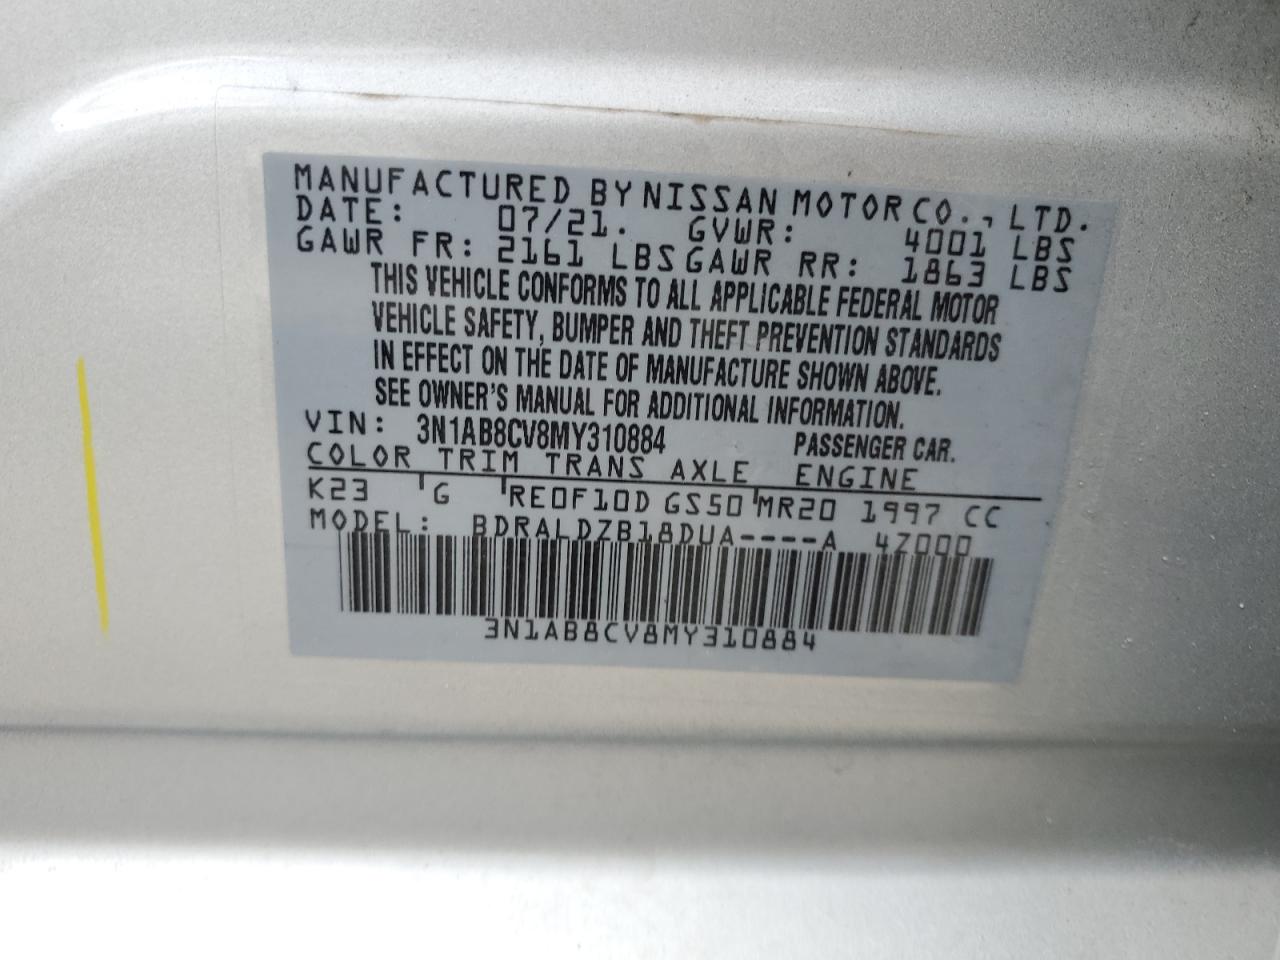 MANUFACTURED BY NISSAN MOTOR CO., LTD.
DATE: 07/21. GVWR: 4001 LBS
GAWR FR: 2161 LBS GAWR RR: 1863 LBS
THIS VEHICLE CONFORMS TO ALL APPLICABLE FEDERAL MOTOR
VEHICLE SAFETY, BUMPER AND THEFT PREVENTION STANDARDS
IN EFFECT ON THE DATE OF MANUFACTURE SHOWN ABOVE.
SEE OWNER'S MANUAL FOR ADDITIONAL INFORMATION.
VIN: 3N1AB8CV8MY310884 PASSENGER CAR.
COLOR TRIM TRANS AXLE ENGINE
K23 G RE0F10D GS50 MR20 1997 CC
MODEL: BDRALDZB18DUA----A 4Z000
3N1AB8CV8MY310884